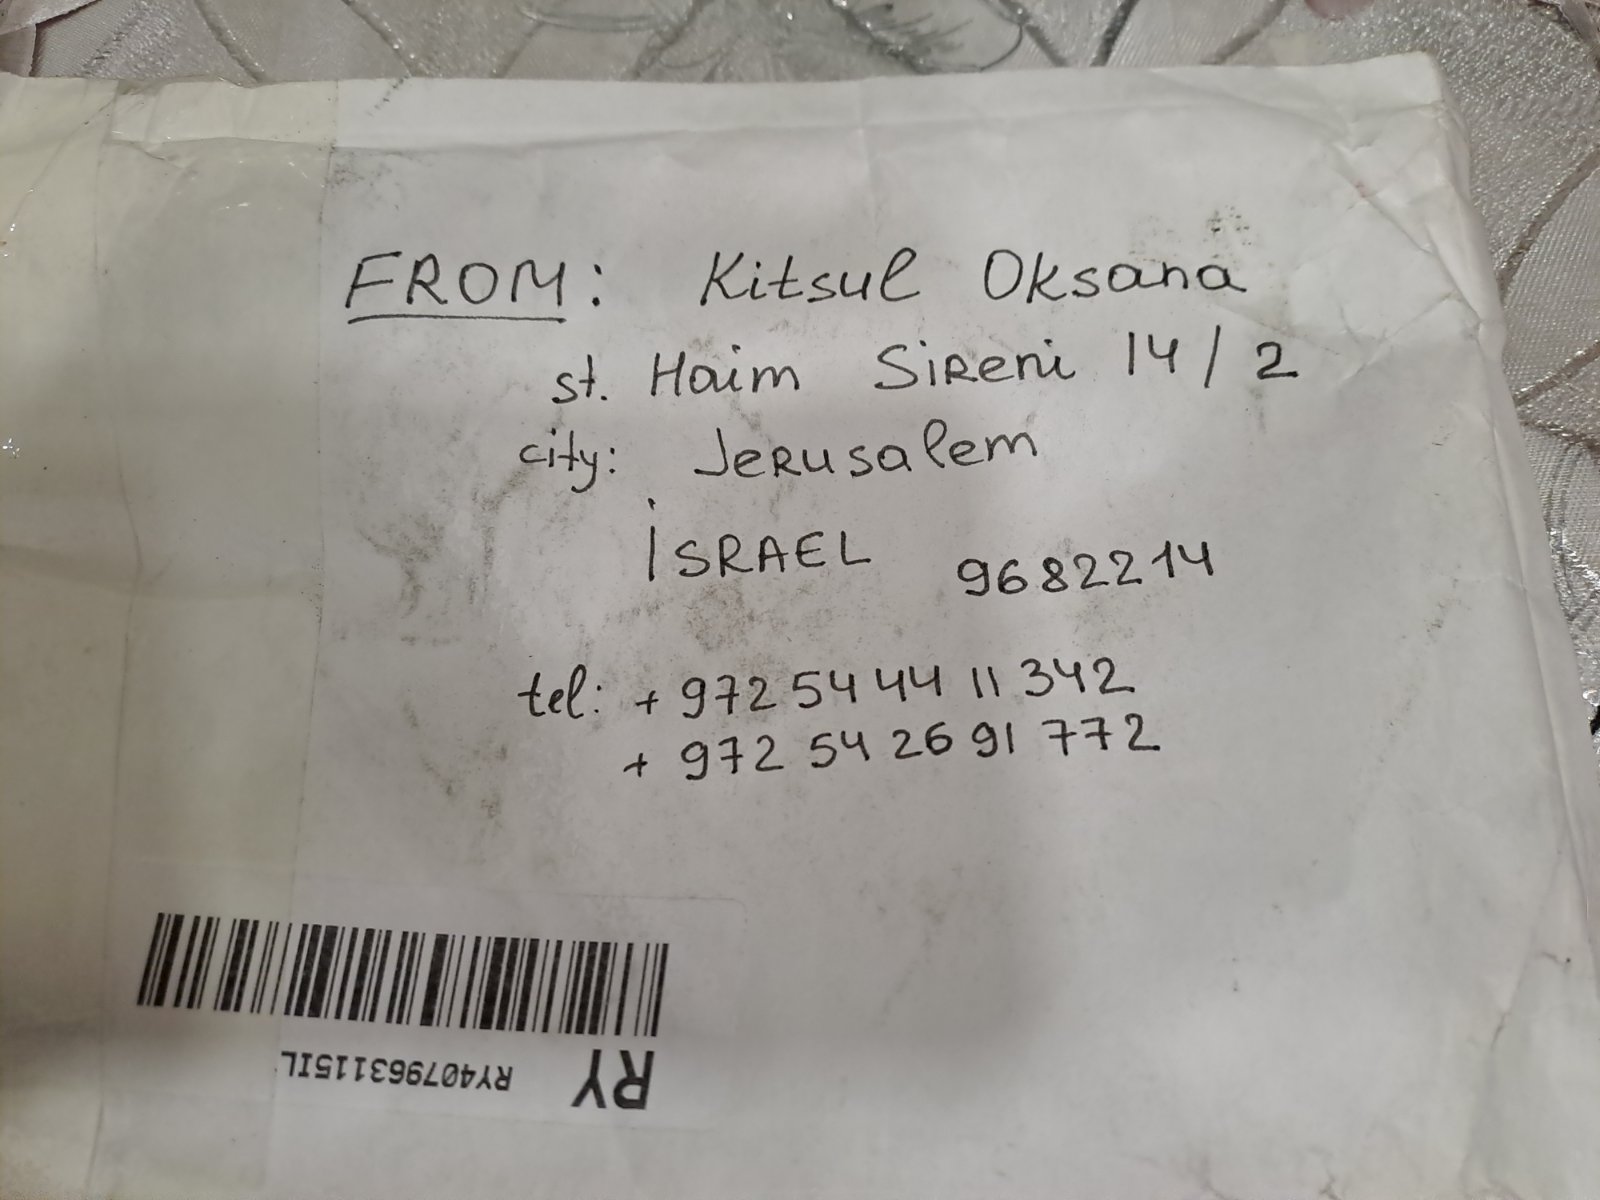 FROM: Kitsul Oksana
st. Haim Sireni 14/2
city: Jerusalem
İSRAEL 9682214
tel: +972 54 44 11 342
+972 54 26 91 772
RY
RY407963115IL